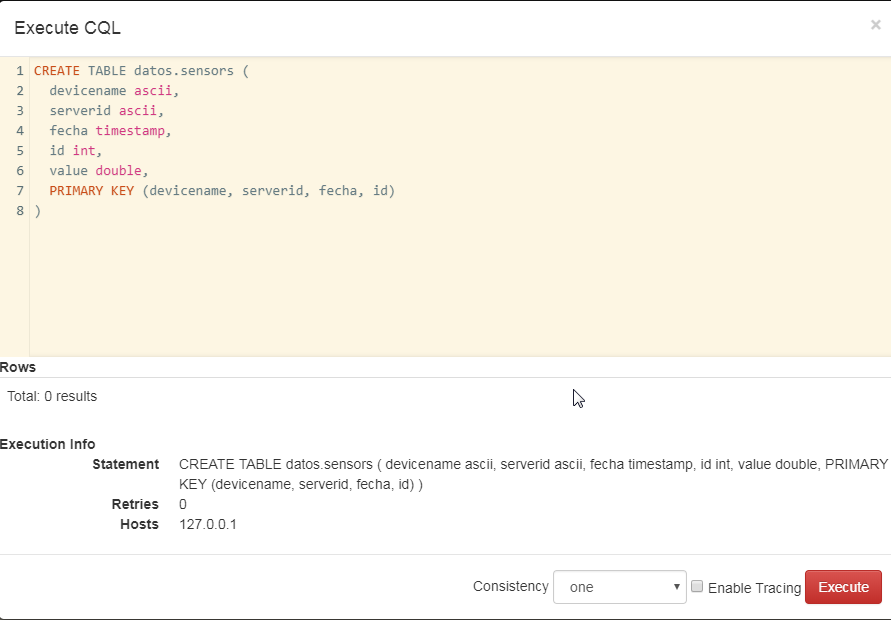 Execute CQL ×
1 CREATE TABLE datos.sensors (
2 devicename ascii,
3 serverid ascii,
4 fecha timestamp,
5 id int,
6 value double,
7 PRIMARY KEY (devicename, serverid, fecha, id)
8 )
Rows
Total: 0 results
Execution Info
Statement CREATE TABLE datos.sensors ( devicename ascii, serverid ascii, fecha timestamp, id int, value double, PRIMARY
KEY (devicename, serverid, fecha, id) )
Retries 0
Hosts 127.0.0.1
Consistency one Enable Tracing Execute